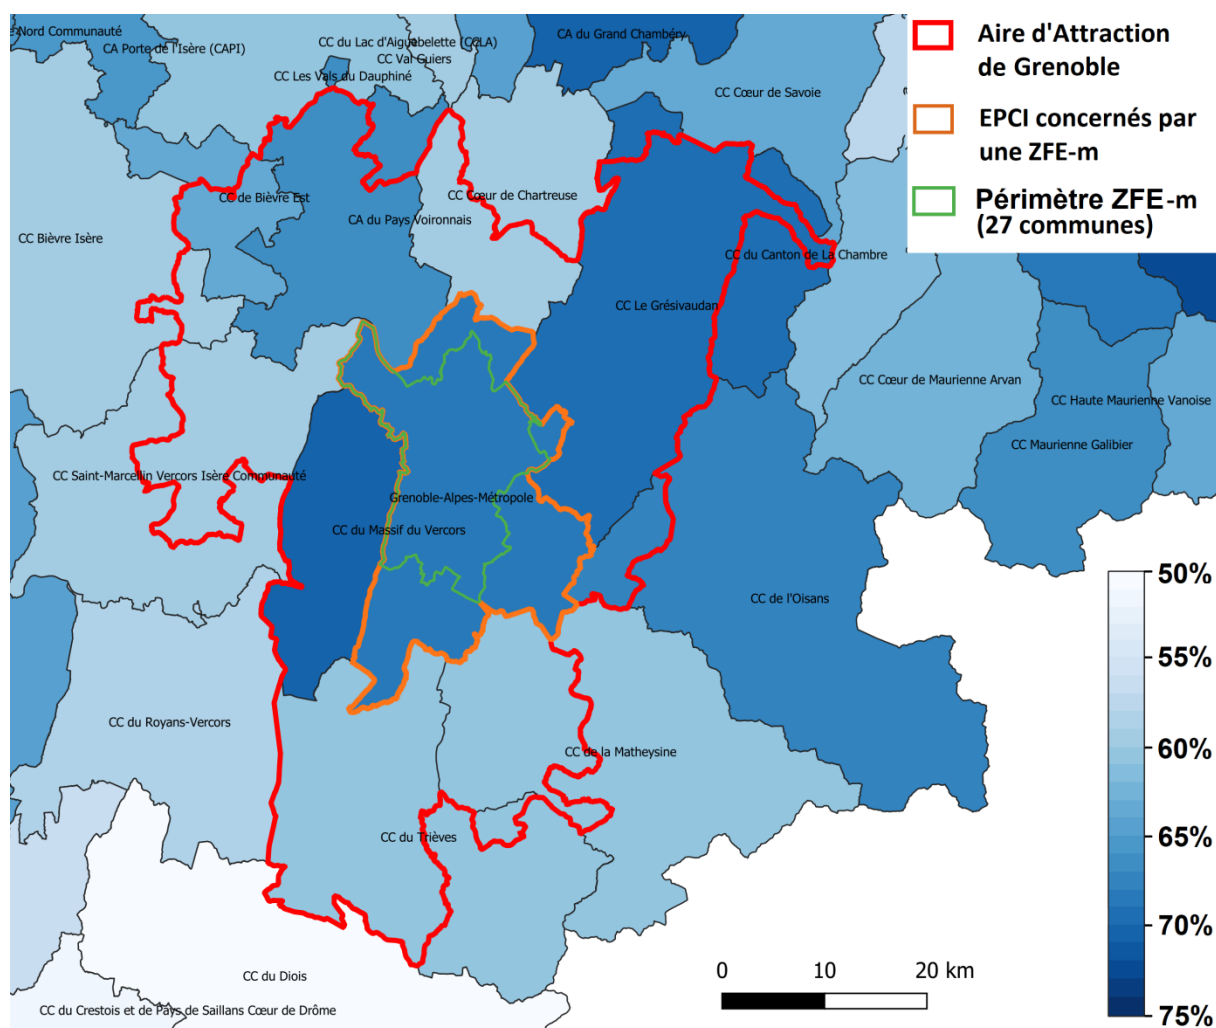 Nord Communauté
CA Porte de l'Isère (CAPI)
CC du Lac d'Aiguebelette (CCLA)
CC Val Guiers
CC Les Vals du Dauphiné
CA du Grand Chambéry
CC Cœur de Savoie
Aire d'Attraction
de Grenoble
EPCI concernés par
une ZFE-m
Périmètre ZFE-m
(27 communes)
CC de Bièvre Est
CC Cœur de Chartreuse
CA du Pays Voironnais
CC Bièvre Isère
CC du Canton de La Chambre
CC Le Grésivaudan
CC Cœur de Maurienne Arvan
CC Haute Maurienne Vanoise
CC Maurienne Galibier
CC Saint-Marcellin Vercors Isère Communauté
Grenoble-Alpes-Métropole
CC du Massif du Vercors
CC de l'Oisans
CC du Royans-Vercors
CC de la Matheysine
CC du Trièves
CC du Diois
CC du Crestois et de Pays de Saillans Cœur de Drôme
50%
55%
60%
65%
70%
75%
0 10 20 km